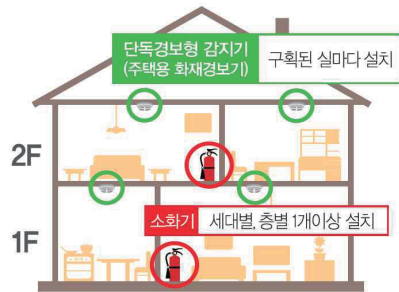 단독경보형 감지기
(주택용 화재경보기)
구획된 실마다 설치
2F
소화기
세대별, 층별 1개이상 설치
1F